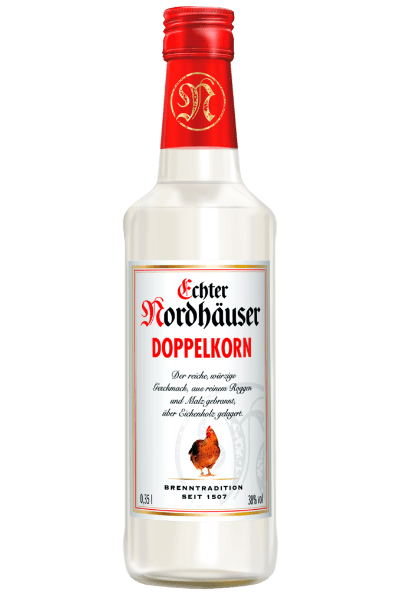 N
Echter
Nordhäuser
DOPPELKORN
Der reiche, würzige
Geschmack, aus reinem Roggen
und Malz gebrannt,
über Eichenholz gelagert.
BRENNTRADITION
SEIT 1507
0,35 l
38% vol